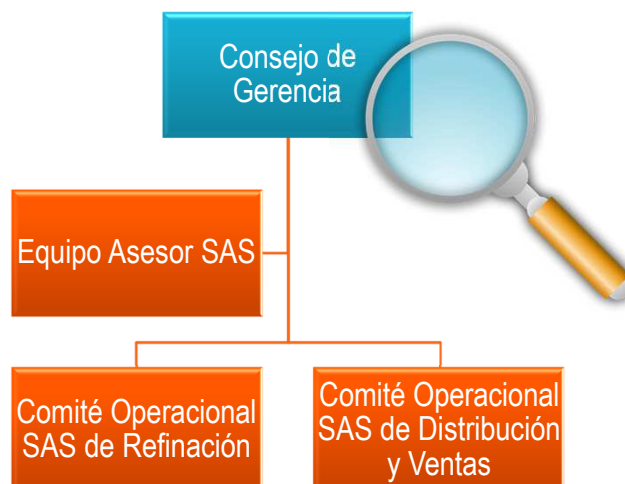 Consejo de
Gerencia
Equipo Asesor SAS
Comité Operacional
SAS de Refinación
Comité Operacional
SAS de Distribución
y Ventas